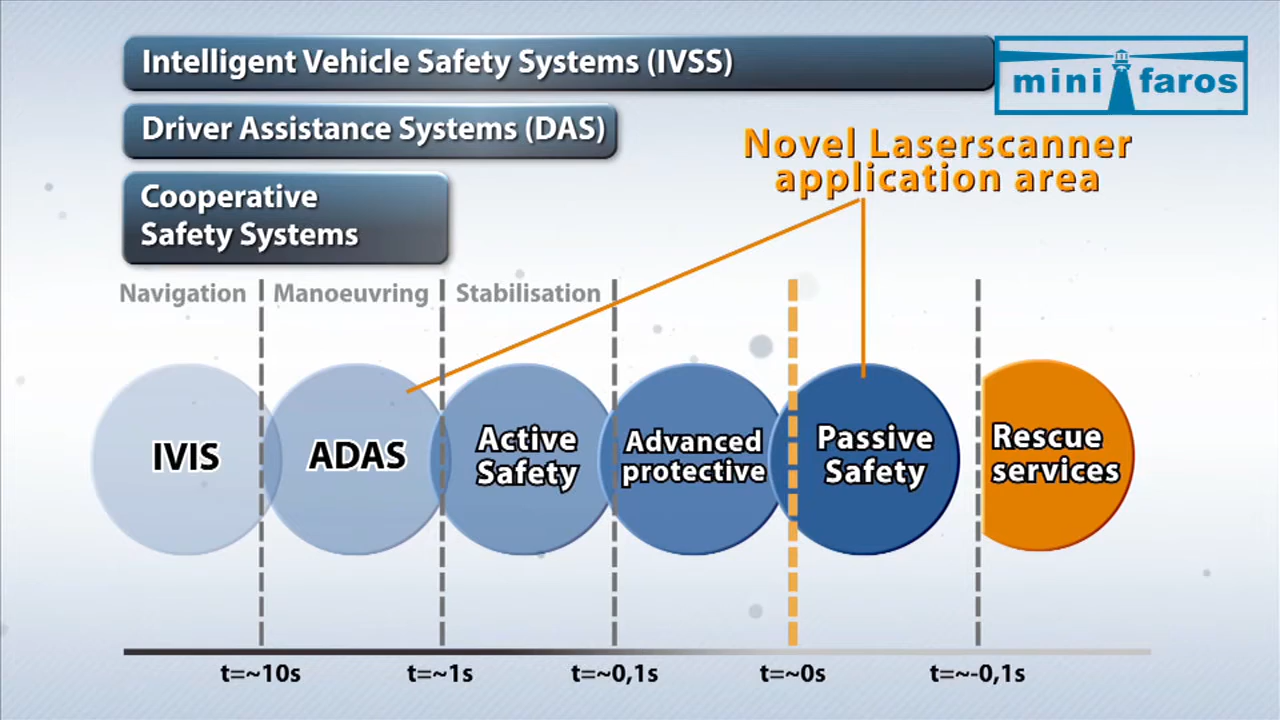 Intelligent Vehicle Safety Systems (IVSS)
mini faros
Driver Assistance Systems (DAS)
Novel Laserscanner
application area
Cooperative
Safety Systems
Navigation
Manoeuvring
Stabilisation
IVIS
ADAS
Active
Safety
Advanced
protective
Passive
Safety
Rescue
services
t=~10s
t=~1s
t=~0,1s
t=~0s
t=~-0,1s